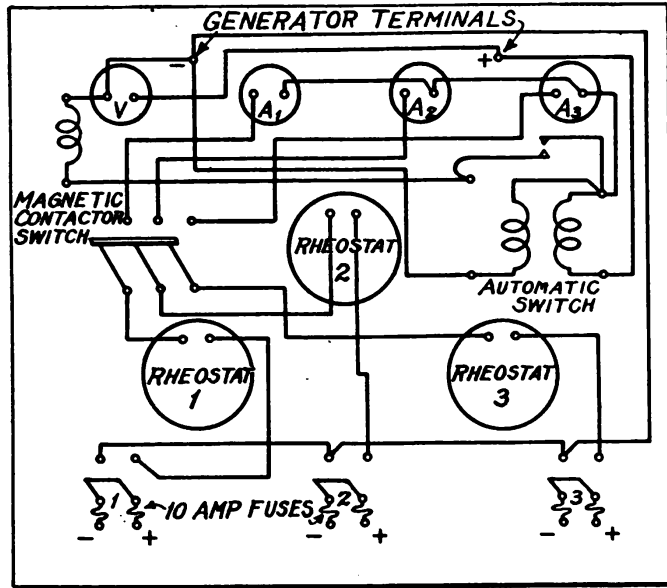 GENERATOR TERMINALS
- +
V A1 A2 A3
MAGNETIC
CONTACTOR
SWITCH
RHEOSTAT
2
AUTOMATIC
SWITCH
RHEOSTAT
1
RHEOSTAT
3
1 10 AMP FUSES 2 3
- + - + - +